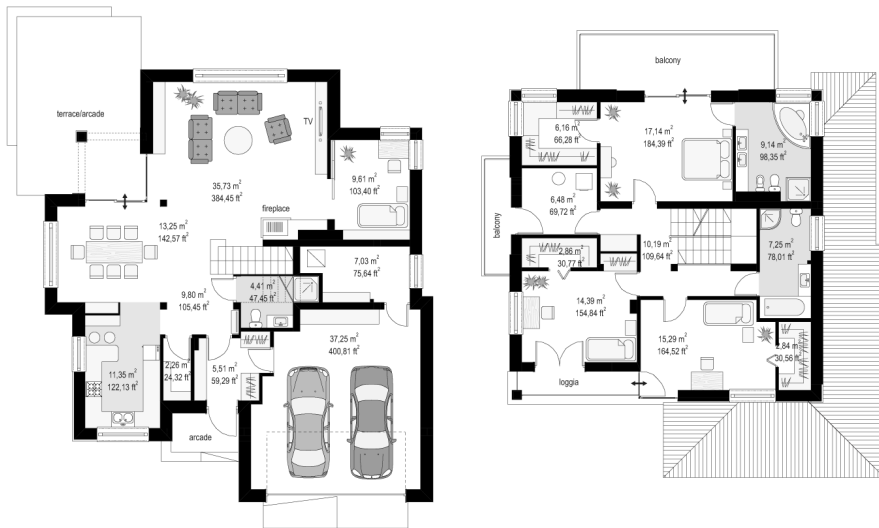 terrace/arcade
TV
35,73 m²
384,45 ft²
9,61 m²
103,40 ft²
fireplace
13,25 m²
142,57 ft²
7,03 m²
75,64 ft²
4,41 m²
47,45 ft²
9,80 m²
105,45 ft²
37,25 m²
400,81 ft²
2,26 m²
24,32 ft²
5,51 m²
59,29 ft²
11,35 m²
122,13 ft²
arcade
balcony
6,16 m²
66,28 ft²
17,14 m²
184,39 ft²
9,14 m²
98,35 ft²
6,48 m²
69,72 ft²
balcony
10,19 m²
109,64 ft²
7,25 m²
78,01 ft²
2,86 m²
30,77 ft²
14,39 m²
154,84 ft²
15,29 m²
164,52 ft²
2,84 m²
30,56 ft²
loggia